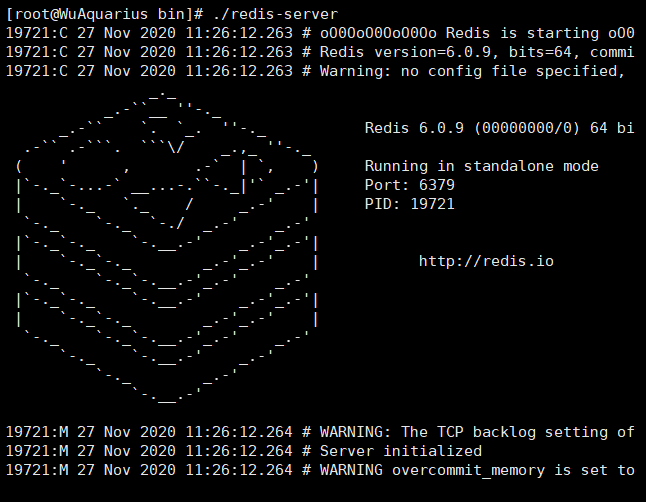 [root@WuAquarius bin]# ./redis-server
19721:C 27 Nov 2020 11:26:12.263 # oO0OoO0OoO0Oo Redis is starting oO0
19721:C 27 Nov 2020 11:26:12.263 # Redis version=6.0.9, bits=64, commi
19721:C 27 Nov 2020 11:26:12.263 # Warning: no config file specified,
Redis 6.0.9 (00000000/0) 64 bi
Running in standalone mode
Port: 6379
PID: 19721
http://redis.io
19721:M 27 Nov 2020 11:26:12.264 # WARNING: The TCP backlog setting of
19721:M 27 Nov 2020 11:26:12.264 # Server initialized
19721:M 27 Nov 2020 11:26:12.264 # WARNING overcommit_memory is set to